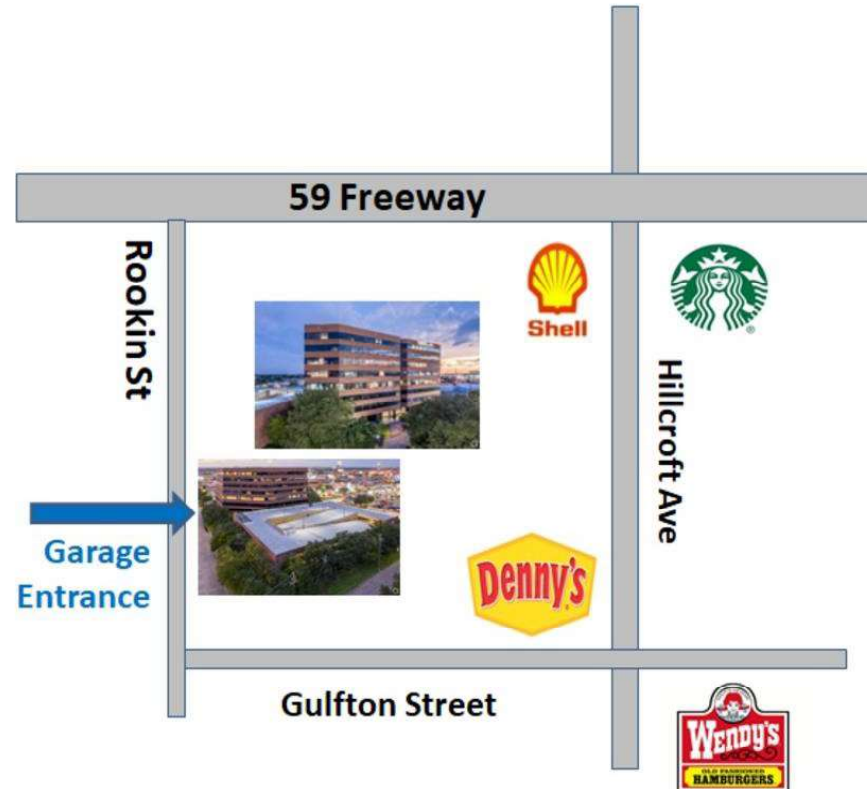 59 Freeway
Rookin St
Shell
Hillcroft Ave
Garage
Entrance
Denny's
Gulfton Street
WENDY'S
OLD FASHIONED
HAMBURGERS